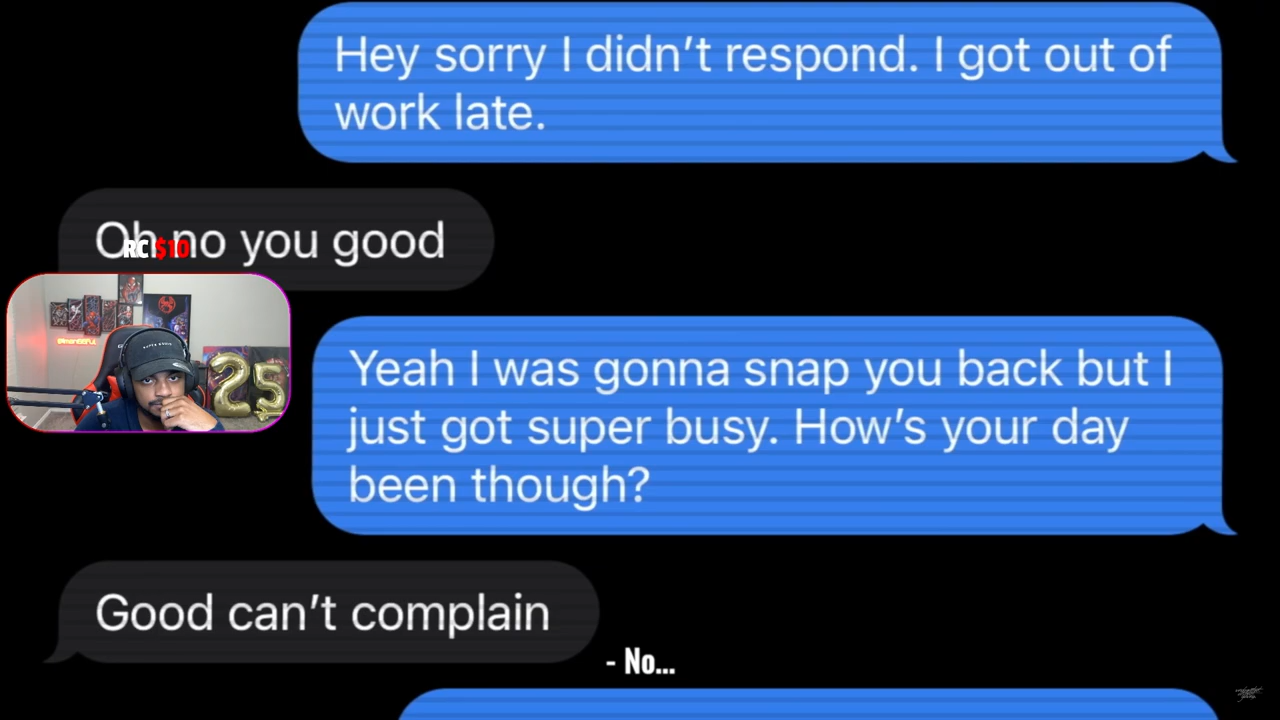 Hey sorry I didn’t respond. I got out of
work late.
Oh no you good
RC $10
Yeah I was gonna snap you back but I
just got super busy. How’s your day
been though?
25
Good can’t complain
- No...